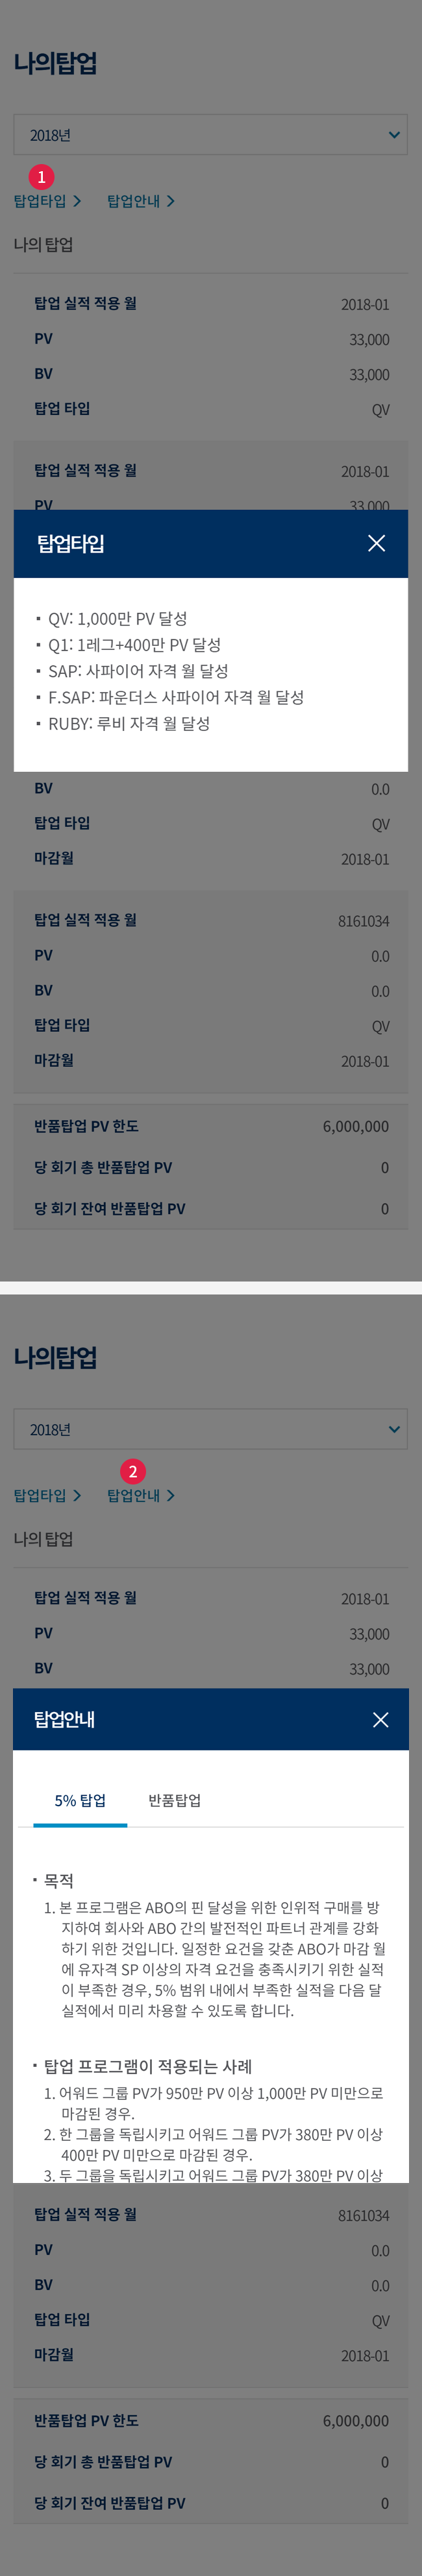 나의탑업
2018년
1
탑업타입 탑업안내
나의 탑업
탑업 실적 적용 월 2018-01
PV 33,000
BV 33,000
탑업 타입 QV
탑업 실적 적용 월 2018-01
PV 33,000
탑업타입
QV: 1,000만 PV 달성
Q1: 1레그+400만 PV 달성
SAP: 사파이어 자격 월 달성
F.SAP: 파운더스 사파이어 자격 월 달성
RUBY: 루비 자격 월 달성
BV 0.0
탑업 타입 QV
마감월 2018-01
탑업 실적 적용 월 8161034
PV 0.0
BV 0.0
탑업 타입 QV
마감월 2018-01
반품탑업 PV 한도 6,000,000
당 회기 총 반품탑업 PV 0
당 회기 잔여 반품탑업 PV 0
나의탑업
2018년
2
탑업타입 탑업안내
나의 탑업
탑업 실적 적용 월 2018-01
PV 33,000
BV 33,000
탑업안내
5% 탑업 반품탑업
목적
1. 본 프로그램은 ABO의 핀 달성을 위한 인위적 구매를 방
지하여 회사와 ABO 간의 발전적인 파트너 관계를 강화
하기 위한 것입니다. 일정한 요건을 갖춘 ABO가 마감 월
에 유자격 SP 이상의 자격 요건을 충족시키기 위한 실적
이 부족한 경우, 5% 범위 내에서 부족한 실적을 다음 달
실적에서 미리 차용할 수 있도록 합니다.
탑업 프로그램이 적용되는 사례
1. 어워드 그룹 PV가 950만 PV 이상 1,000만 PV 미만으로
마감된 경우.
2. 한 그룹을 독립시키고 어워드 그룹 PV가 380만 PV 이상
400만 PV 미만으로 마감된 경우.
3. 두 그룹을 독립시키고 어워드 그룹 PV가 380만 PV 이상
탑업 실적 적용 월 8161034
PV 0.0
BV 0.0
탑업 타입 QV
마감월 2018-01
반품탑업 PV 한도 6,000,000
당 회기 총 반품탑업 PV 0
당 회기 잔여 반품탑업 PV 0